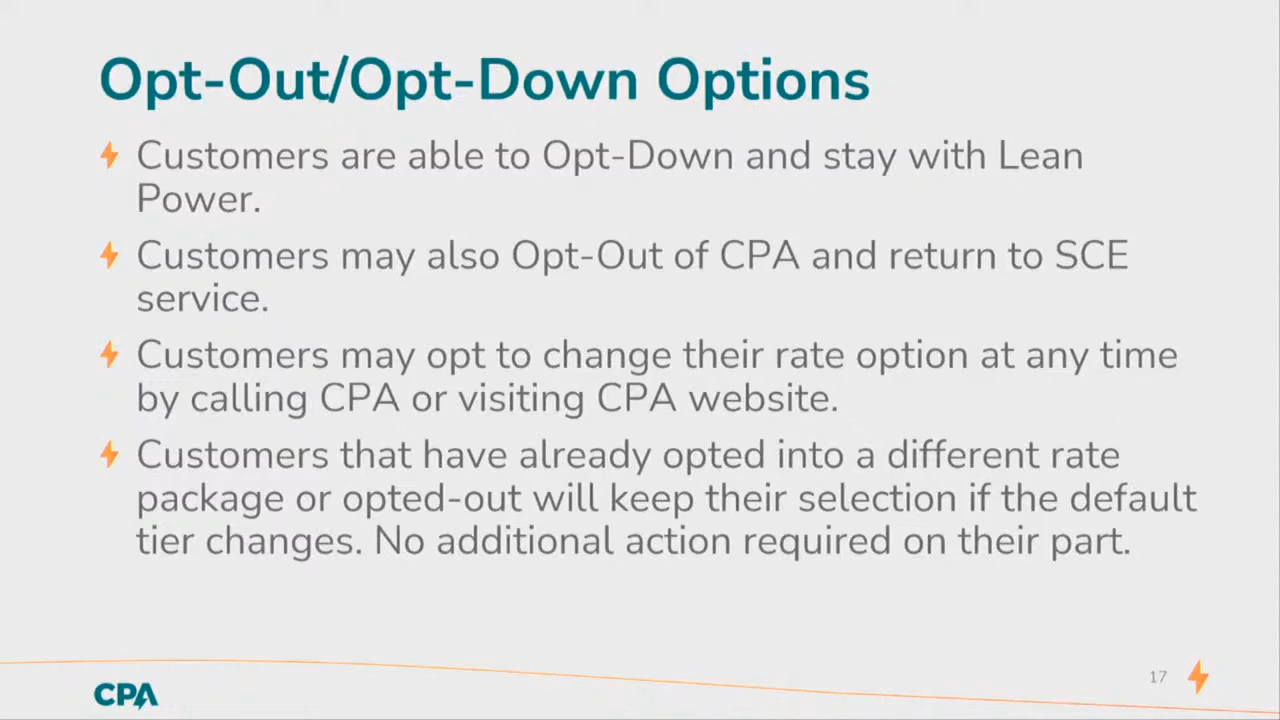 Opt-Out/Opt-Down Options
Customers are able to Opt-Down and stay with Lean
Power.
Customers may also Opt-Out of CPA and return to SCE
service.
Customers may opt to change their rate option at any time
by calling CPA or visiting CPA website.
Customers that have already opted into a different rate
package or opted-out will keep their selection if the default
tier changes. No additional action required on their part.
17
CPA